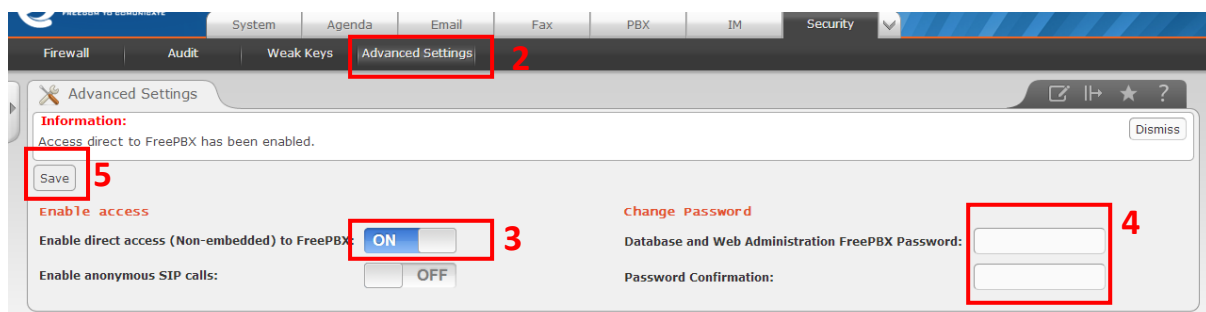 FREEDOM TO COMUNICATE
System Agenda Email Fax PBX IM Security
Firewall Audit Weak Keys Advanced Settings 2
Advanced Settings ?
Information:
Access direct to FreePBX has been enabled. Dismiss
Save 5
Enable access Change Password
Enable direct access (Non-embedded) to FreePBX: ON 3 Database and Web Administration FreePBX Password: 4
Enable anonymous SIP calls: OFF Password Confirmation: